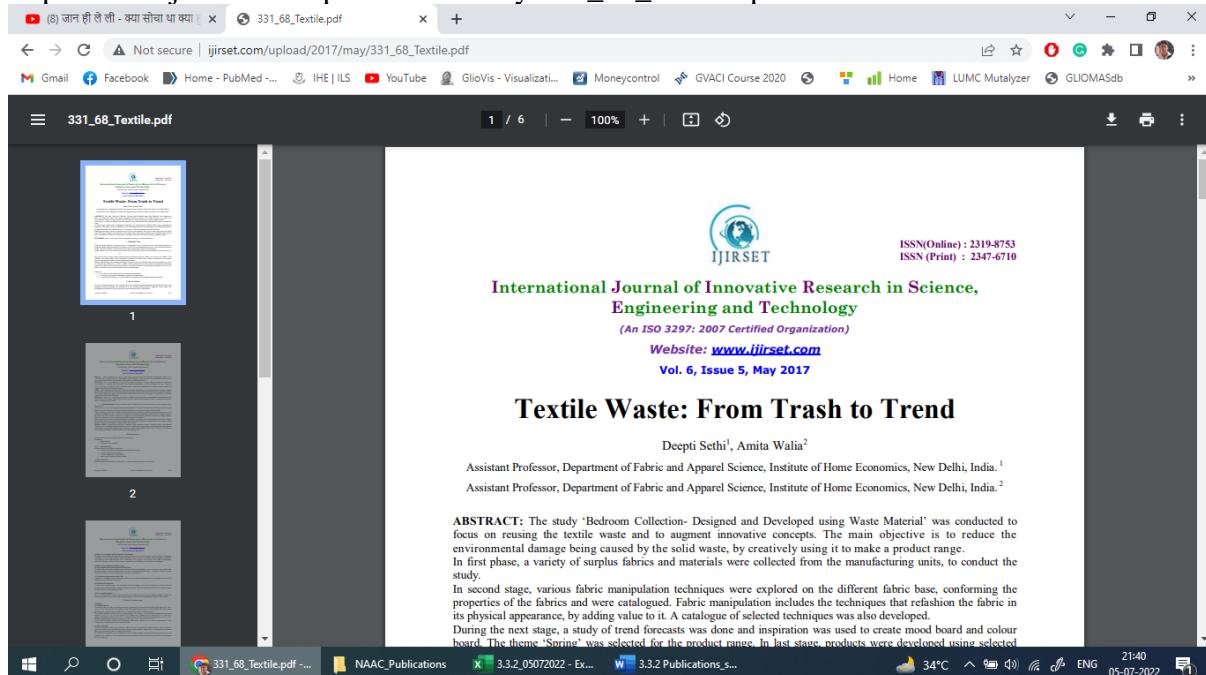 (8) जान ही ले ली - क्या सोचा था क्या
331_68_Textile.pdf
Not secure | ijirset.com/upload/2017/may/331_68_Textile.pdf
Gmail Facebook Home - PubMed -... IHE | ILS YouTube GlioVis - Visualizati... Moneycontrol GVACI Course 2020 Home LUMC Mutalyzer GLIOMASdb »
331_68_Textile.pdf 1 / 6 100%
1
2
IJIRSET
ISSN(Online) : 2319-8753
ISSN (Print) : 2347-6710
International Journal of Innovative Research in Science,
Engineering and Technology
(An ISO 3297: 2007 Certified Organization)
Website: www.ijirset.com
Vol. 6, Issue 5, May 2017
Textile Waste: From Trash to Trend
Deepti Sethi1, Amita Walia2
Assistant Professor, Department of Fabric and Apparel Science, Institute of Home Economics, New Delhi, India. 1
Assistant Professor, Department of Fabric and Apparel Science, Institute of Home Economics, New Delhi, India. 2
ABSTRACT: The study ‘Bedroom Collection- Designed and Developed using Waste Material’ was conducted to
focus on reusing the textile waste and to augment innovative concepts. The main objective is to reduce the
environmental damage being caused by the solid waste, by creatively using it to make a product range.
In first phase, a variety of surplus fabrics and materials were collected from the manufacturing units, to conduct the
study.
In second stage, various fabric manipulation techniques were explored on the different fabric base, conforming the
properties of the fabrics and were catalogued. Fabric manipulation includes the techniques that refashion the fabric in
its physical appearance, by adding value to it. A catalogue of selected techniques was also developed.
During the next stage, a study of trend forecasts was done and inspiration was used to create mood board and colour
board. The theme ‘Spring’ was selected for the product range. In last stage, products were developed using selected
331_68_Textile.pdf -... NAAC_Publications 3.3.2_05072022 - Ex... 3.3.2 Publications_s... 34°C ENG 21:40
05-07-2022